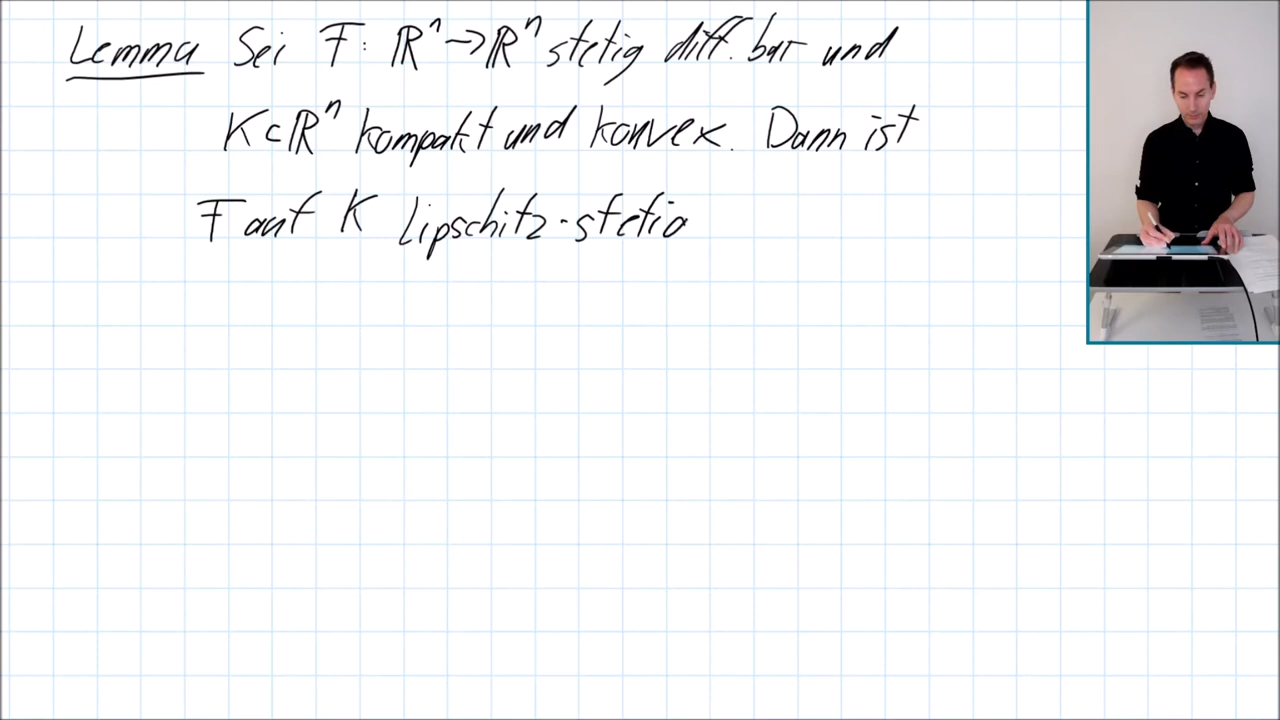 Lemma Sei F: ℝⁿ → ℝⁿ stetig diff.bar und
K ⊂ ℝⁿ kompakt und konvex. Dann ist
F auf K Lipschitz-stetig